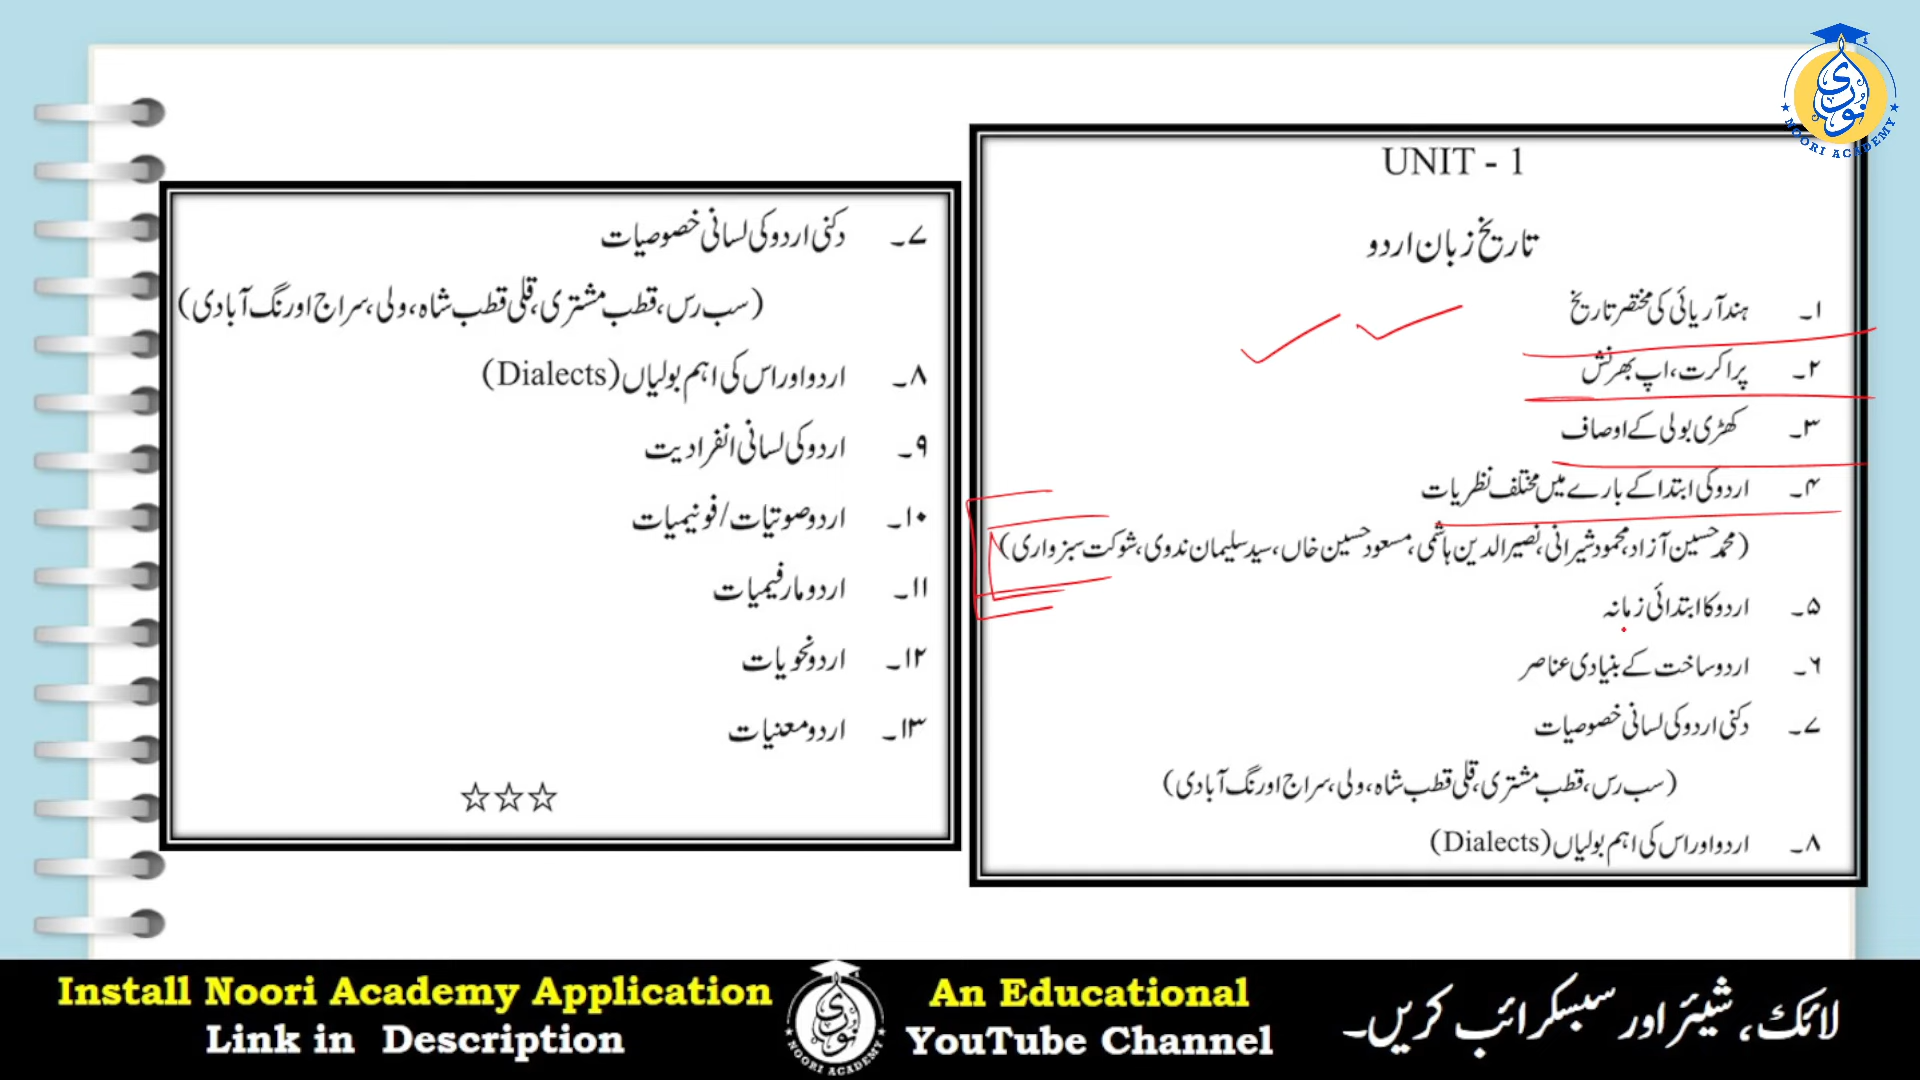 UNIT - 1
تاریخ زبان اردو
۱۔ ہند آریائی کی مختصر تاریخ
۲۔ پراکرت، اپ بھرنش
۳۔ کھڑی بولی کے اوصاف
۴۔ اردو کی ابتدا کے بارے میں مختلف نظریات
(محمد حسین آزاد، محمود شیرانی، نصیر الدین ہاشمی، مسعود حسین خاں، سید سلیمان ندوی، شوکت سبزواری)
۵۔ اردو کا ابتدائی زمانہ
۶۔ اردو ساخت کے بنیادی عناصر
۷۔ دکنی اردو کی لسانی خصوصیات
(سب رس، قطب مشتری، قلی قطب شاہ، ولی، سراج اورنگ آبادی)
۸۔ اردو اور اس کی اہم بولیاں (Dialects)
۷۔ دکنی اردو کی لسانی خصوصیات
(سب رس، قطب مشتری، قلی قطب شاہ، ولی، سراج اورنگ آبادی)
۸۔ اردو اور اس کی اہم بولیاں (Dialects)
۹۔ اردو کی لسانی انفرادیت
۱۰۔ اردو صوتیات/فونیمیات
۱۱۔ اردو مارفیمیات
۱۲۔ اردو نحویات
۱۳۔ اردو معنیات
☆☆☆
نوری
NOORI ACADEMY
Install Noori Academy Application
Link in Description
نوری
NOORI ACADEMY
An Educational
YouTube Channel
لائک، شیئر اور سبسکرائب کریں۔